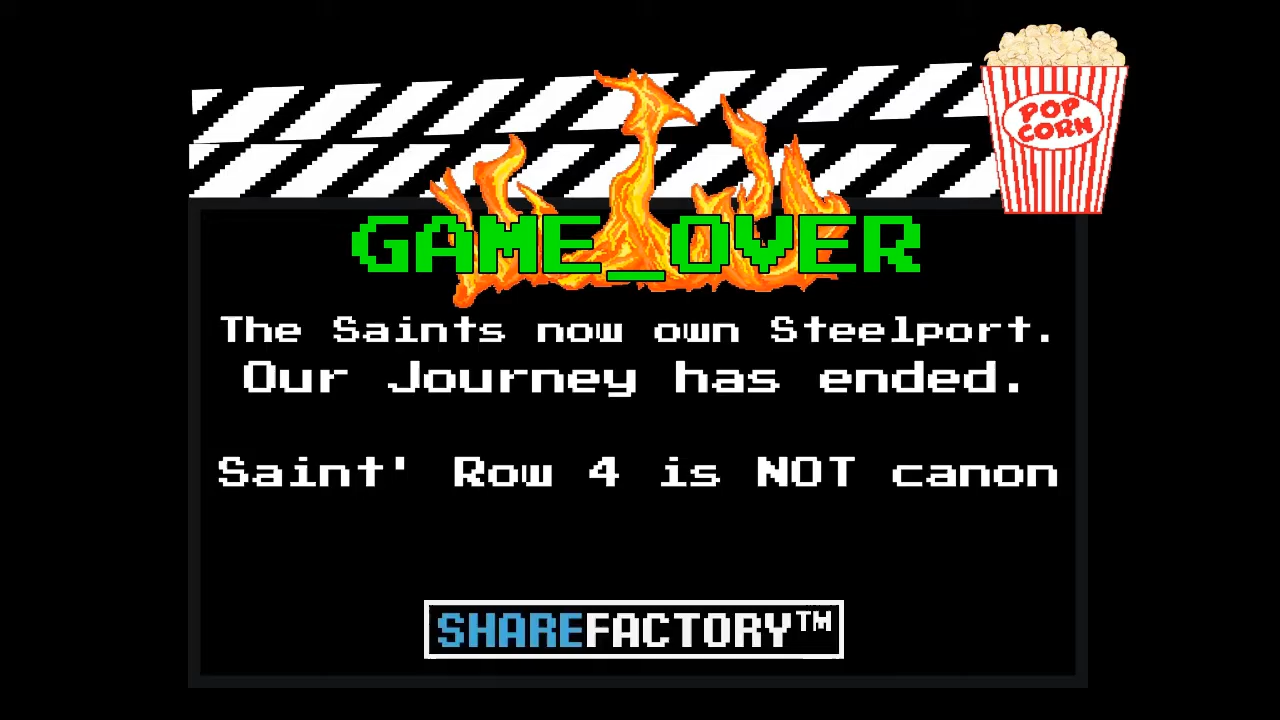 POP
CORN
GAME_OVER
The Saints now own Steelport.
Our Journey has ended.
Saint' Row 4 is NOT canon
SHAREFACTORY™